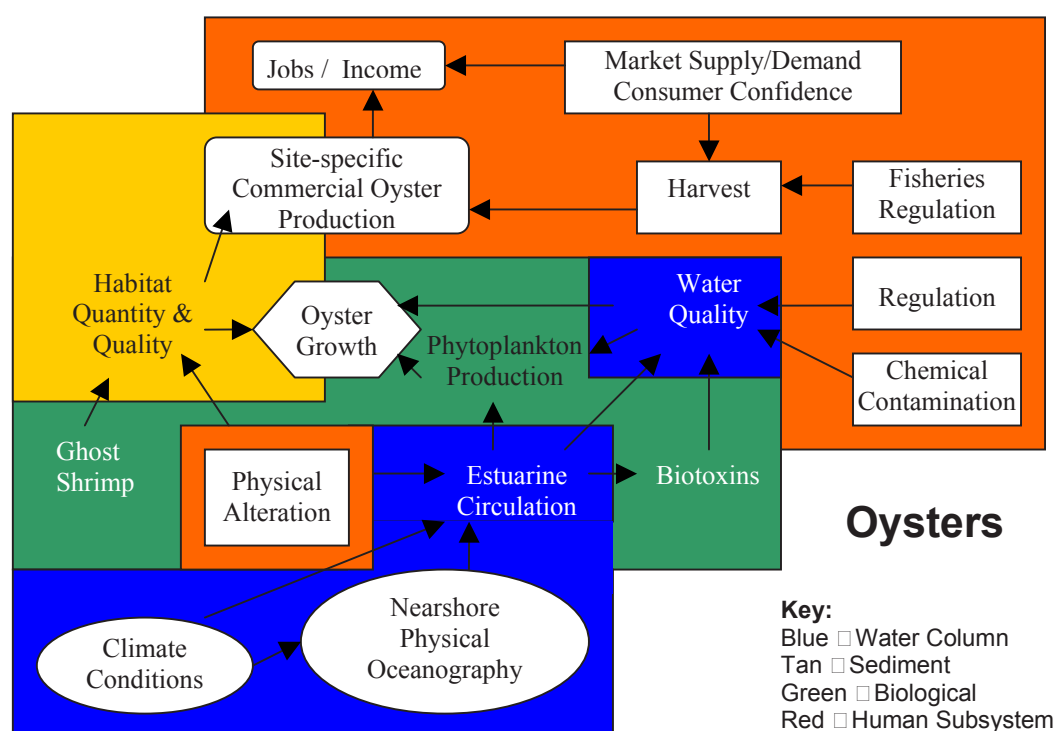 Jobs / Income
Market Supply/Demand
Consumer Confidence
Site-specific
Commercial Oyster
Production
Harvest
Fisheries
Regulation
Habitat
Quantity &
Quality
Oyster
Growth
Phytoplankton
Production
Water
Quality
Regulation
Chemical
Contamination
Ghost
Shrimp
Physical
Alteration
Estuarine
Circulation
Biotoxins
Oysters
Climate
Conditions
Nearshore
Physical
Oceanography
Key:
Blue □ Water Column
Tan □ Sediment
Green □ Biological
Red □ Human Subsystem